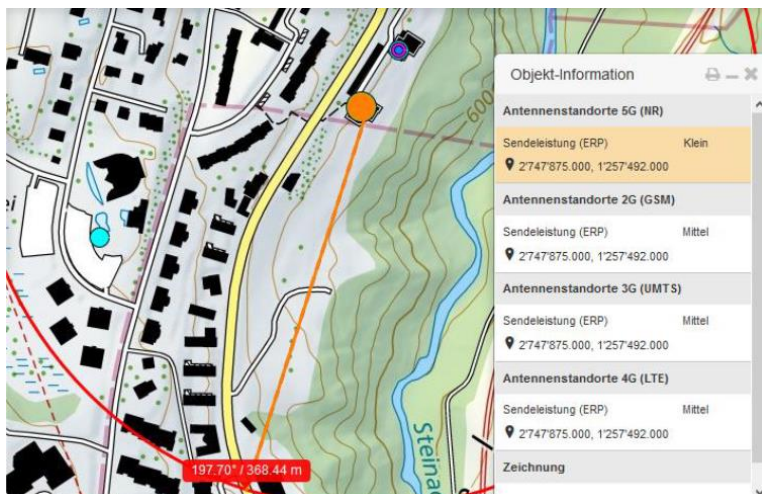 Objekt-Information
Antennenstandorte 5G (NR)
Sendeleistung (ERP) Klein
2'747'875.000, 1'257'492.000
Antennenstandorte 2G (GSM)
Sendeleistung (ERP) Mittel
2'747'875.000, 1'257'492.000
Antennenstandorte 3G (UMTS)
Sendeleistung (ERP) Mittel
2'747'875.000, 1'257'492.000
Antennenstandorte 4G (LTE)
Sendeleistung (ERP) Mittel
2'747'875.000, 1'257'492.000
Zeichnung
600
ei
Steinac
197.70° / 368.44 m